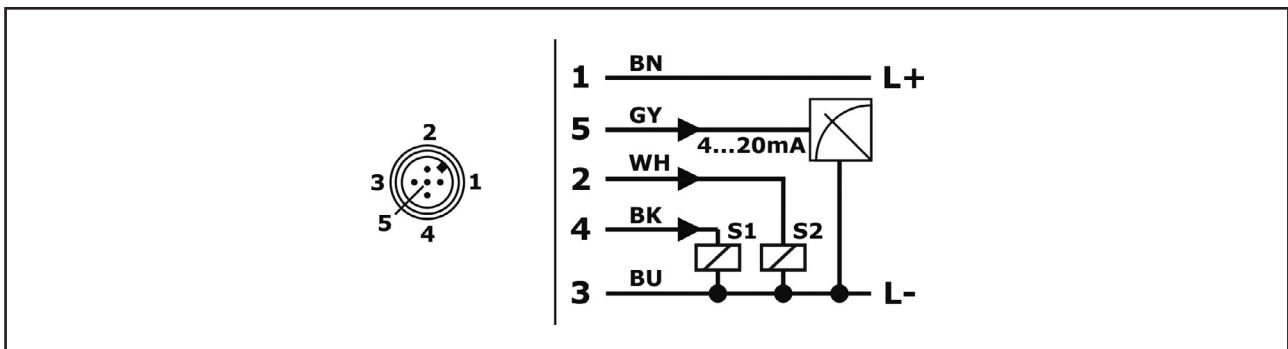 2
3 1
5
4
1 BN L+
5 GY 4...20mA
2 WH
4 BK S1 S2
3 BU L-